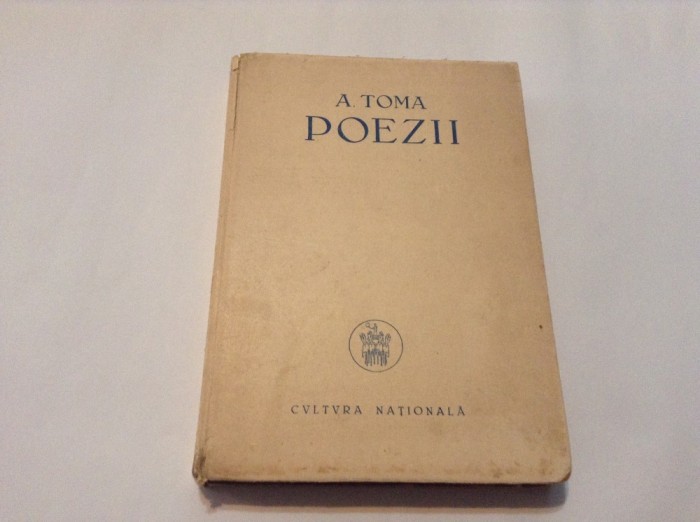 A. TOMA
POEZII
CVLTVRA NAȚIONALĂ